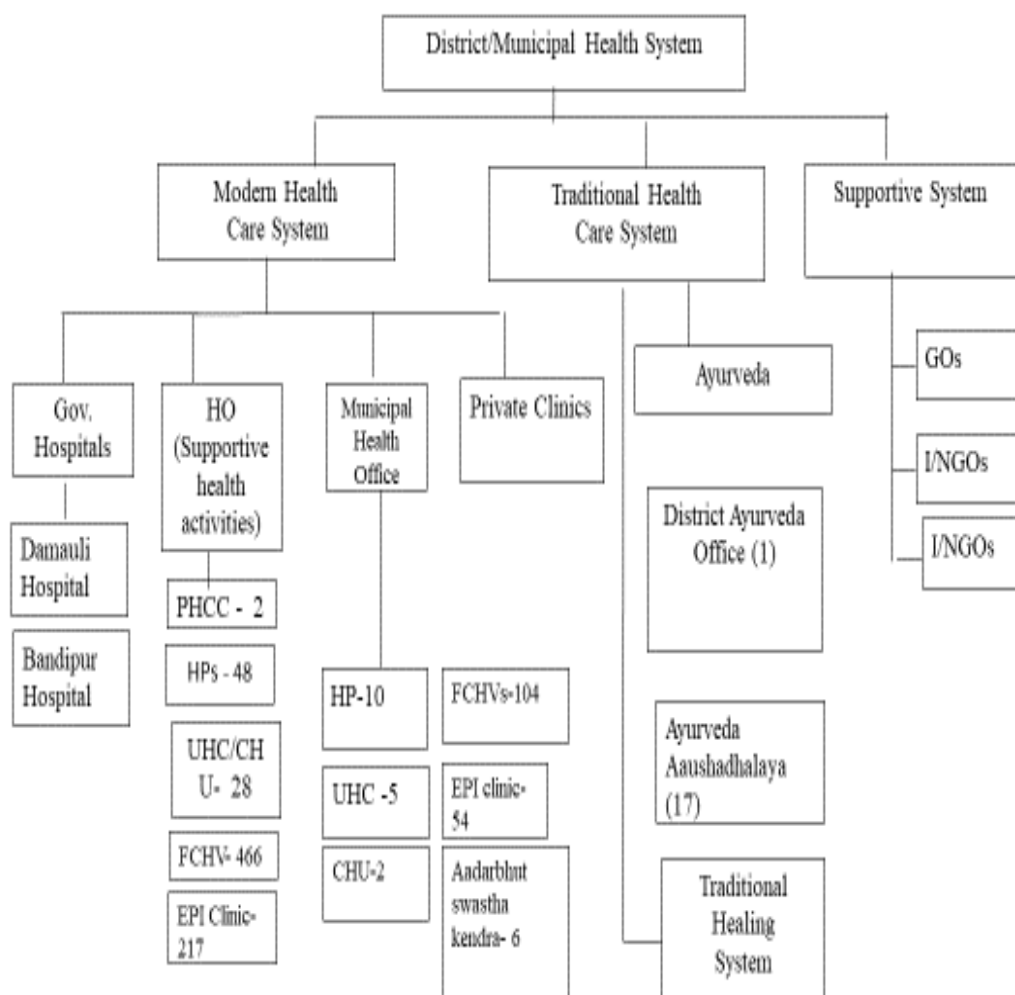 District/Municipal Health System
Modern Health
Care System
Traditional Health
Care System
Supportive System
Gov.
Hospitals
Damauli
Hospital
Bandipur
Hospital
HO
(Supportive
health
activities)
PHCC - 2
HPs - 48
UHC/CH
U- 28
FCHV- 466
EPI Clinic-
217
Municipal
Health
Office
HP-10
UHC -5
CHU-2
FCHVs-104
EPI clinic-
54
Aadarbhut
swastha
kendra- 6
Private Clinics
Ayurveda
District Ayurveda
Office (1)
Ayurveda
Aaushadhalaya
(17)
Traditional
Healing
System
GOs
I/NGOs
I/NGOs